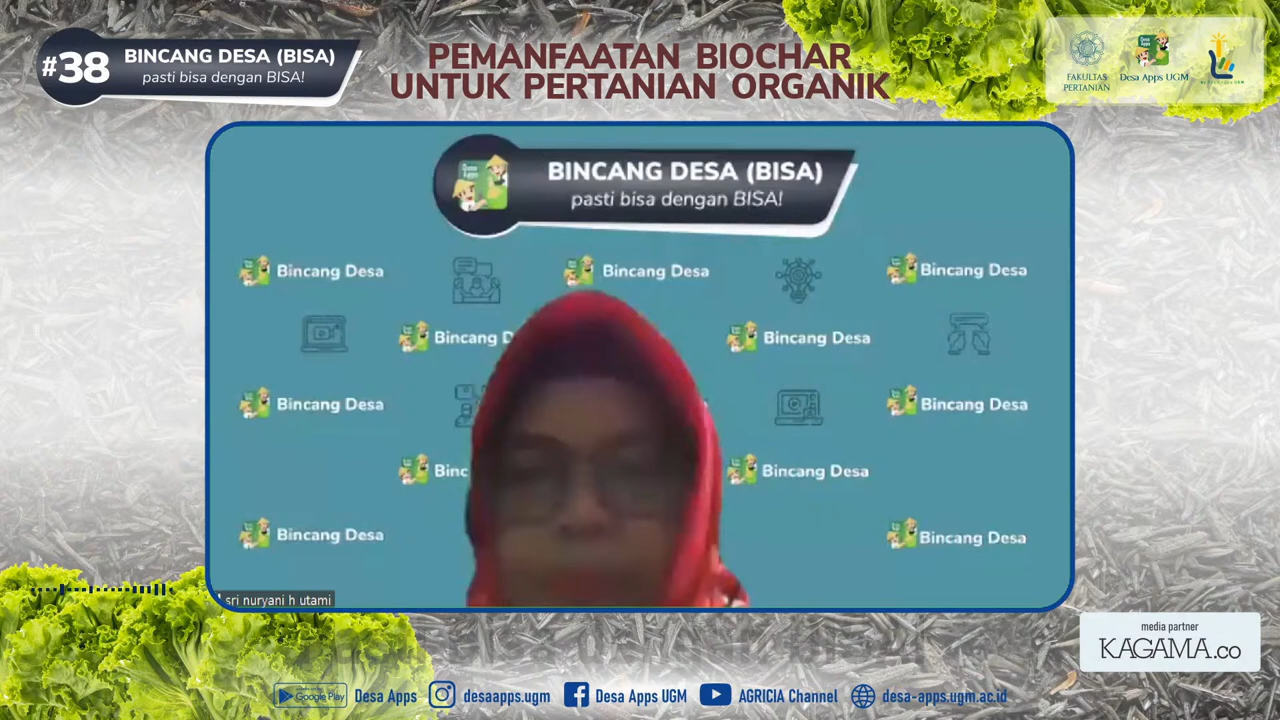 #38
BINCANG DESA (BISA)
pasti bisa dengan BISA!
PEMANFAATAN BIOCHAR
UNTUK PERTANIAN ORGANIK
FAKULTAS
PERTANIAN
Desa Apps UGM
Desa
Apps
BINCANG DESA (BISA)
pasti bisa dengan BISA!
Bincang Desa
Bincang Desa
Bincang Desa
Bincang D
Bincang Desa
Bincang Desa
Bincang Desa
Binc
Bincang Desa
Bincang Desa
Bincang Desa
sri nuryani h utami
media partner
KAGAMA.co
Google Play
Desa Apps
desaapps.ugm
Desa Apps UGM
AGRICIA Channel
desa-apps.ugm.ac.id